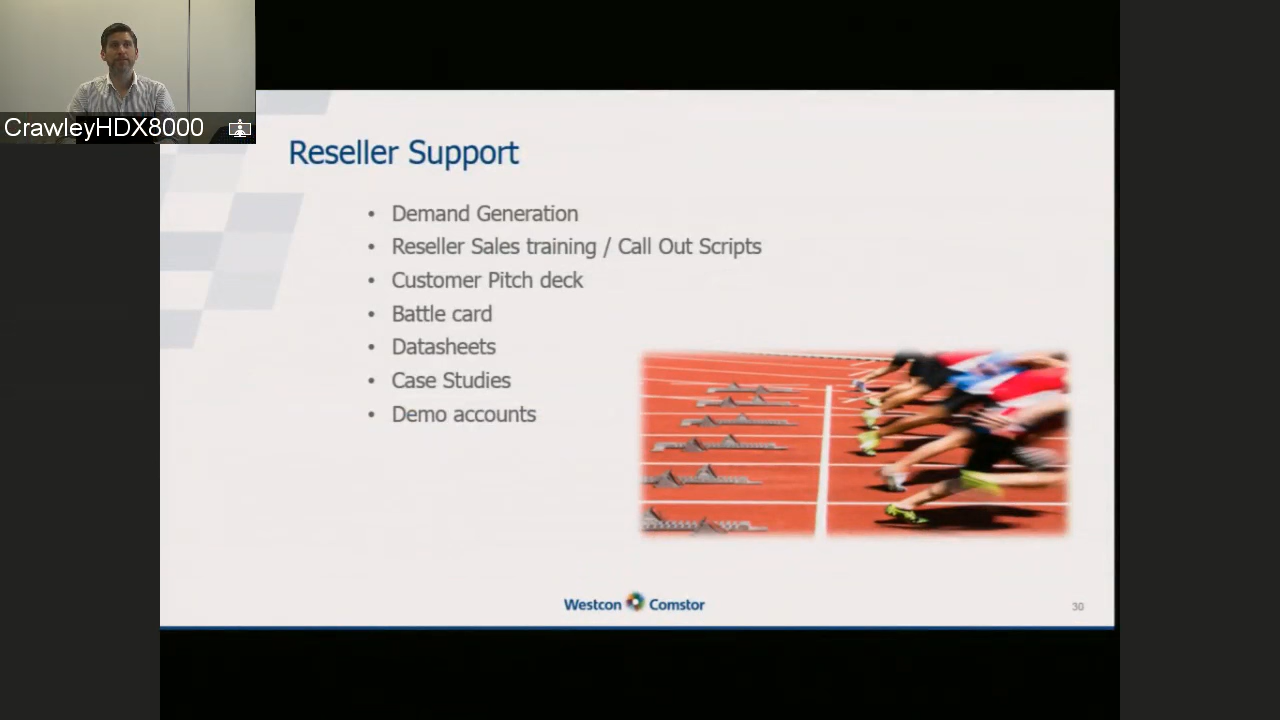 CrawleyHDX8000
Reseller Support
• Demand Generation
• Reseller Sales training / Call Out Scripts
• Customer Pitch deck
• Battle card
• Datasheets
• Case Studies
• Demo accounts
Westcon Comstor
30